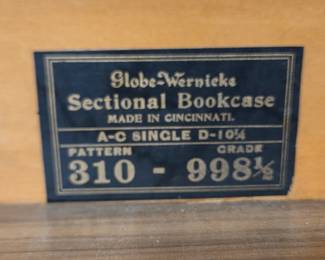 Globe-Wernicke
Sectional Bookcase
MADE IN CINCINNATI.
A-C SINGLE D-10¼
PATTERN GRADE
310 - 998½